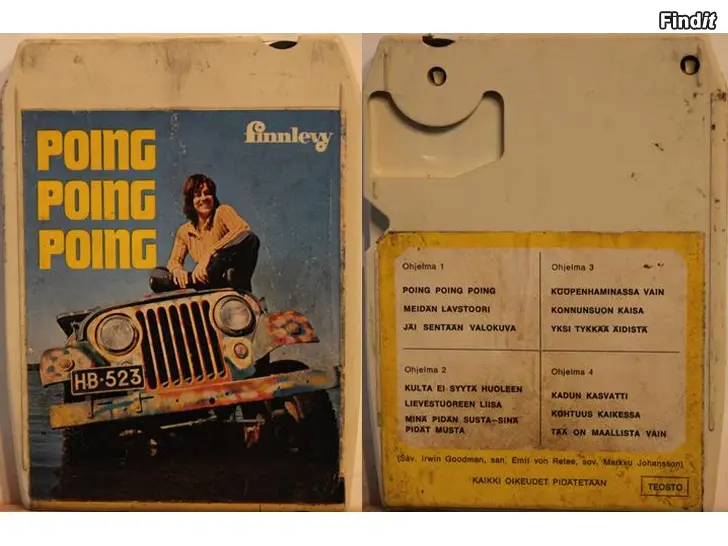 Findit
POING
POING
POING
finnlevy
HB-523
Ohjelma 1
POING POING POING
MEIDÄN LAVSTOORI
JÄI SENTÄÄN VALOKUVA
Ohjelma 2
KULTA EI SYYTÄ HUOLEEN
LIEVESTUOREEN LIISA
MINÄ PIDÄN SUSTA—SINÄ
PIDÄT MUSTA
Ohjelma 3
KÖÖPENHAMINASSA VAIN
KONNUNSUON KAISA
YKSI TYKKÄÄ ÄIDISTÄ
Ohjelma 4
KADUN KASVATTI
KOHTUUS KAIKESSA
TÄÄ ON MAALLISTA VAIN
(Säv. Irwin Goodman, san. Emil von Retee, sov. Markku Johansson)
KAIKKI OIKEUDET PIDÄTETÄÄN
TEOSTO